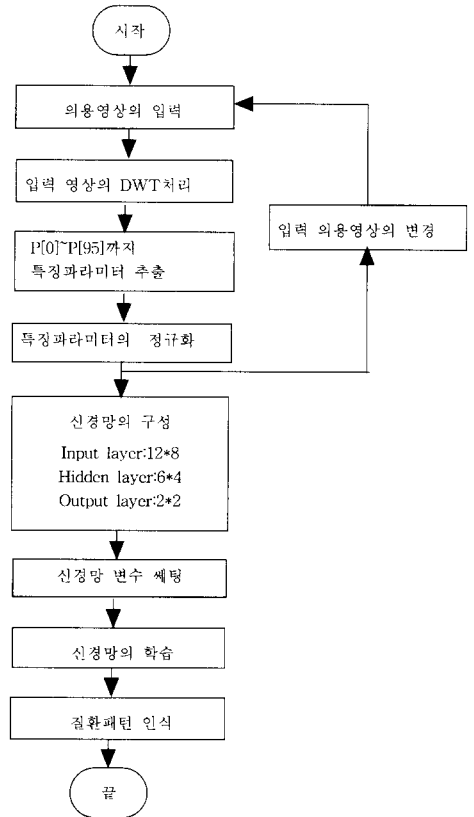 시작
의용영상의 입력
입력 영상의 DWT처리
P[0]~P[95]까지
특징파라미터 추출
특징파라미터의 정규화
입력 의용영상의 변경
신경망의 구성
Input layer:12*8
Hidden layer:6*4
Output layer:2*2
신경망 변수 쎄팅
신경망의 학습
질환패턴 인식
끝